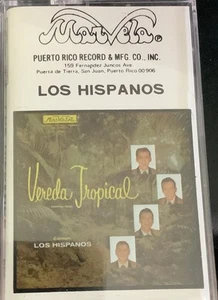 Marvela
PUERTO RICO RECORD & MFG. CO., INC.
159 Fernandez Juncos Ave
Puerta de Tierra, San Juan, Puerto Rico 00906
LOS HISPANOS
Marvela
Vereda Tropical
LOS HISPANOS